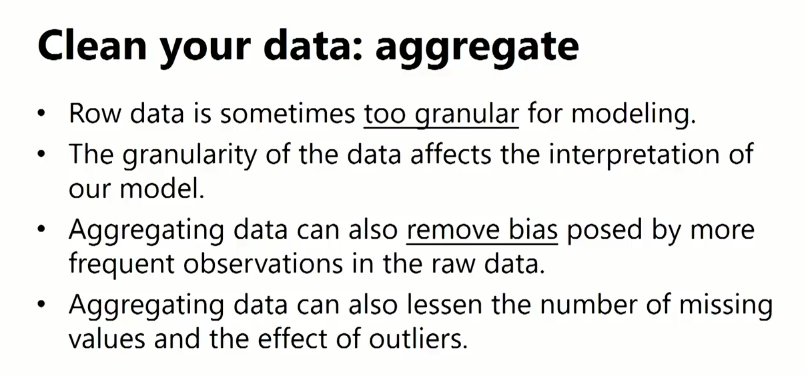 Clean your data: aggregate
• Row data is sometimes too granular for modeling.
• The granularity of the data affects the interpretation of
our model.
• Aggregating data can also remove bias posed by more
frequent observations in the raw data.
• Aggregating data can also lessen the number of missing
values and the effect of outliers.